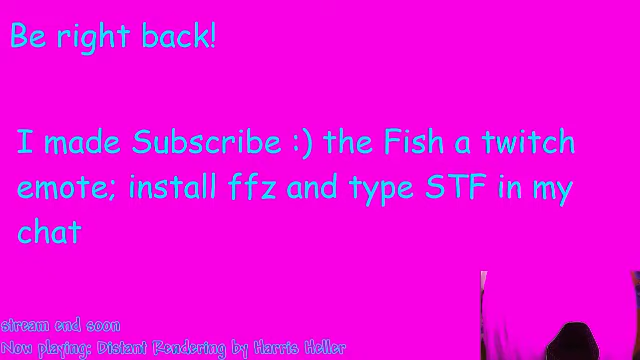 Be right back!
I made Subscribe :) the Fish a twitch
emote; install ffz and type STF in my
chat
stream end soon
Now playing: Distant Rendering by Harris Heller